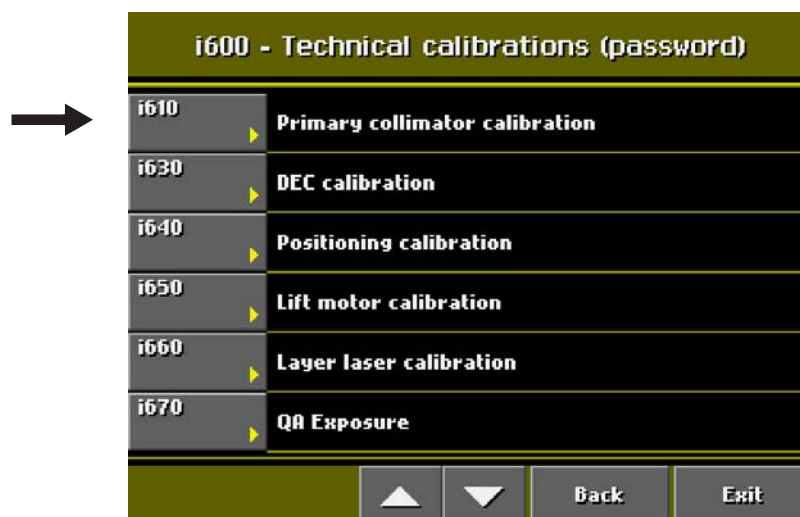 i600 - Technical calibrations (password)
i610
Primary collimator calibration
i630
DEC calibration
i640
Positioning calibration
i650
Lift motor calibration
i660
Layer laser calibration
i670
QA Exposure
Back
Exit